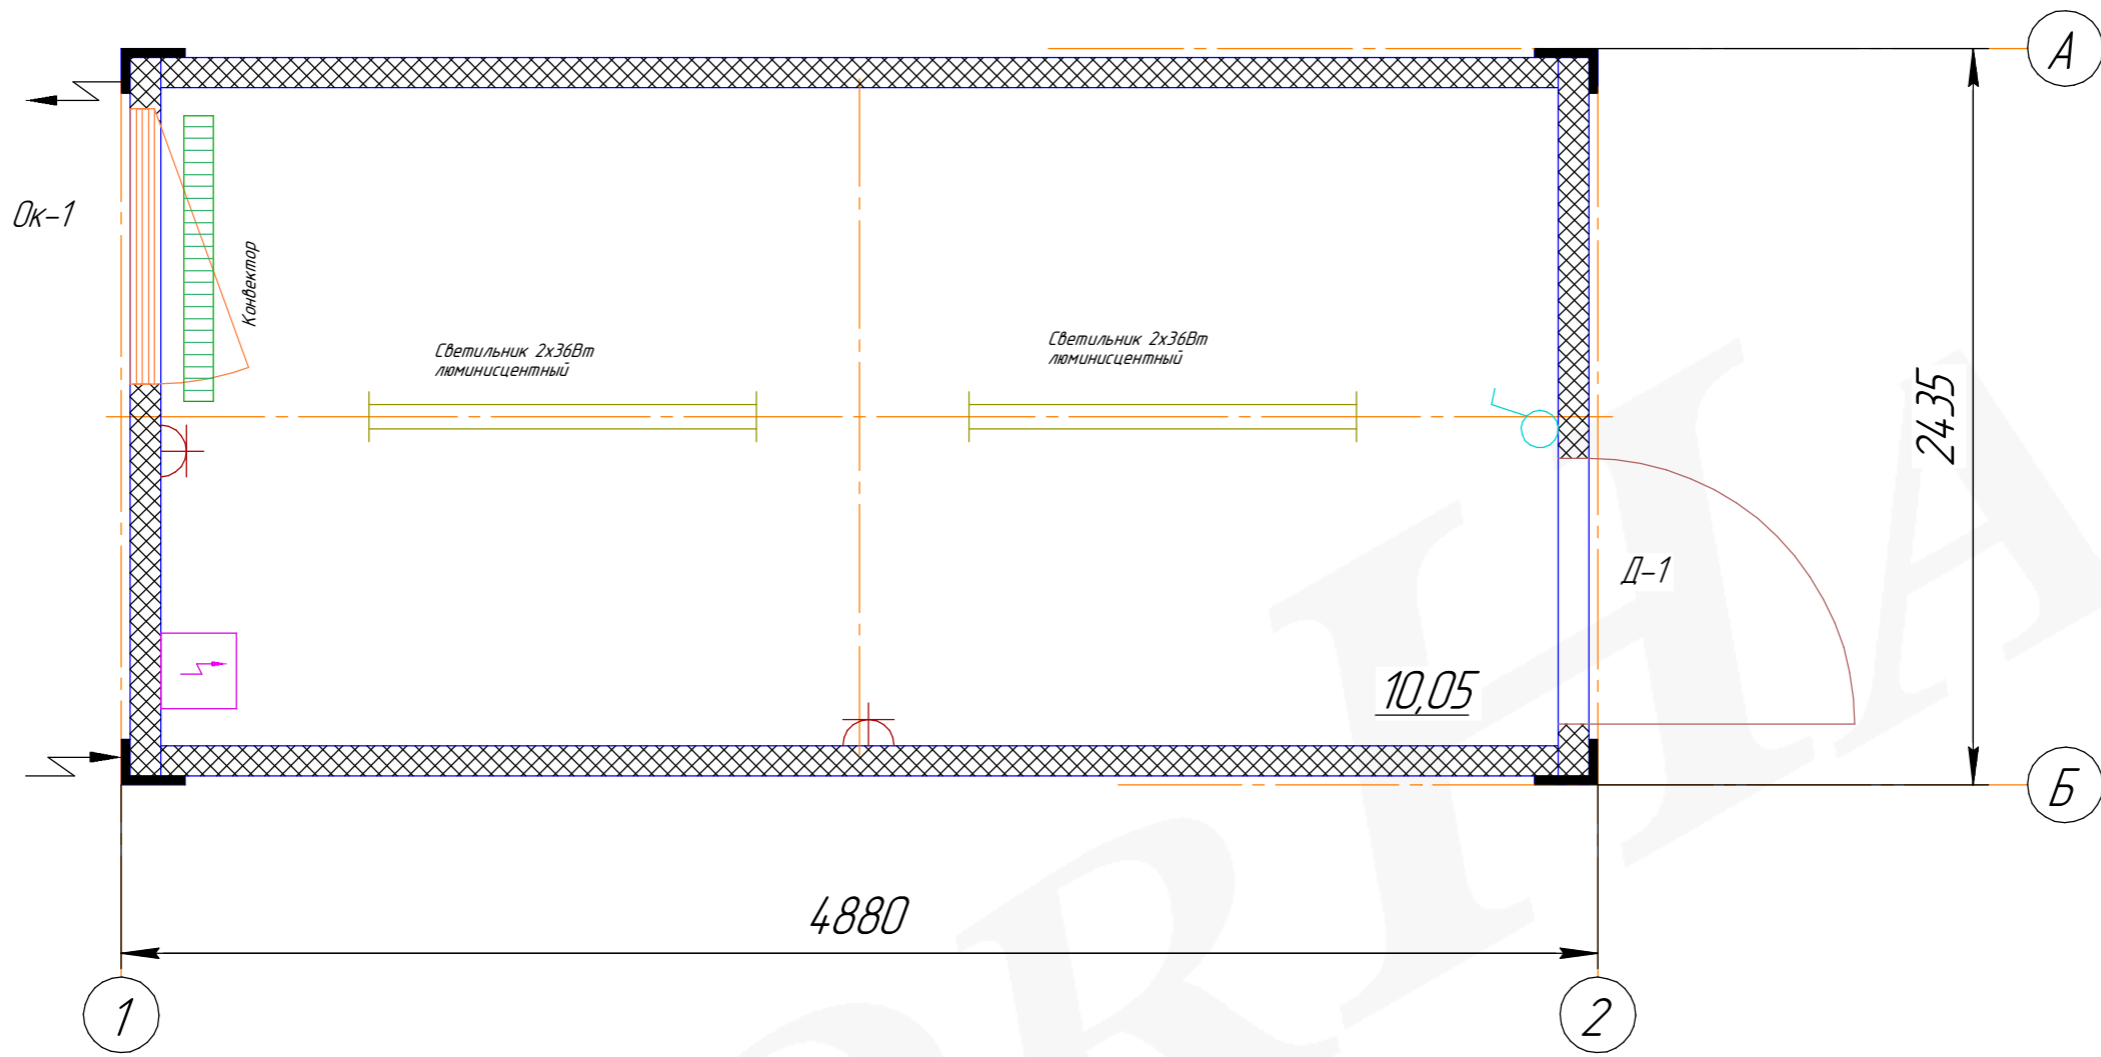 А
Ок-1
Конвектор
Светильник 2х36Вт
люминисцентный
Светильник 2х36Вт
люминисцентный
2435
Д-1
10,05
Б
4880
1
2